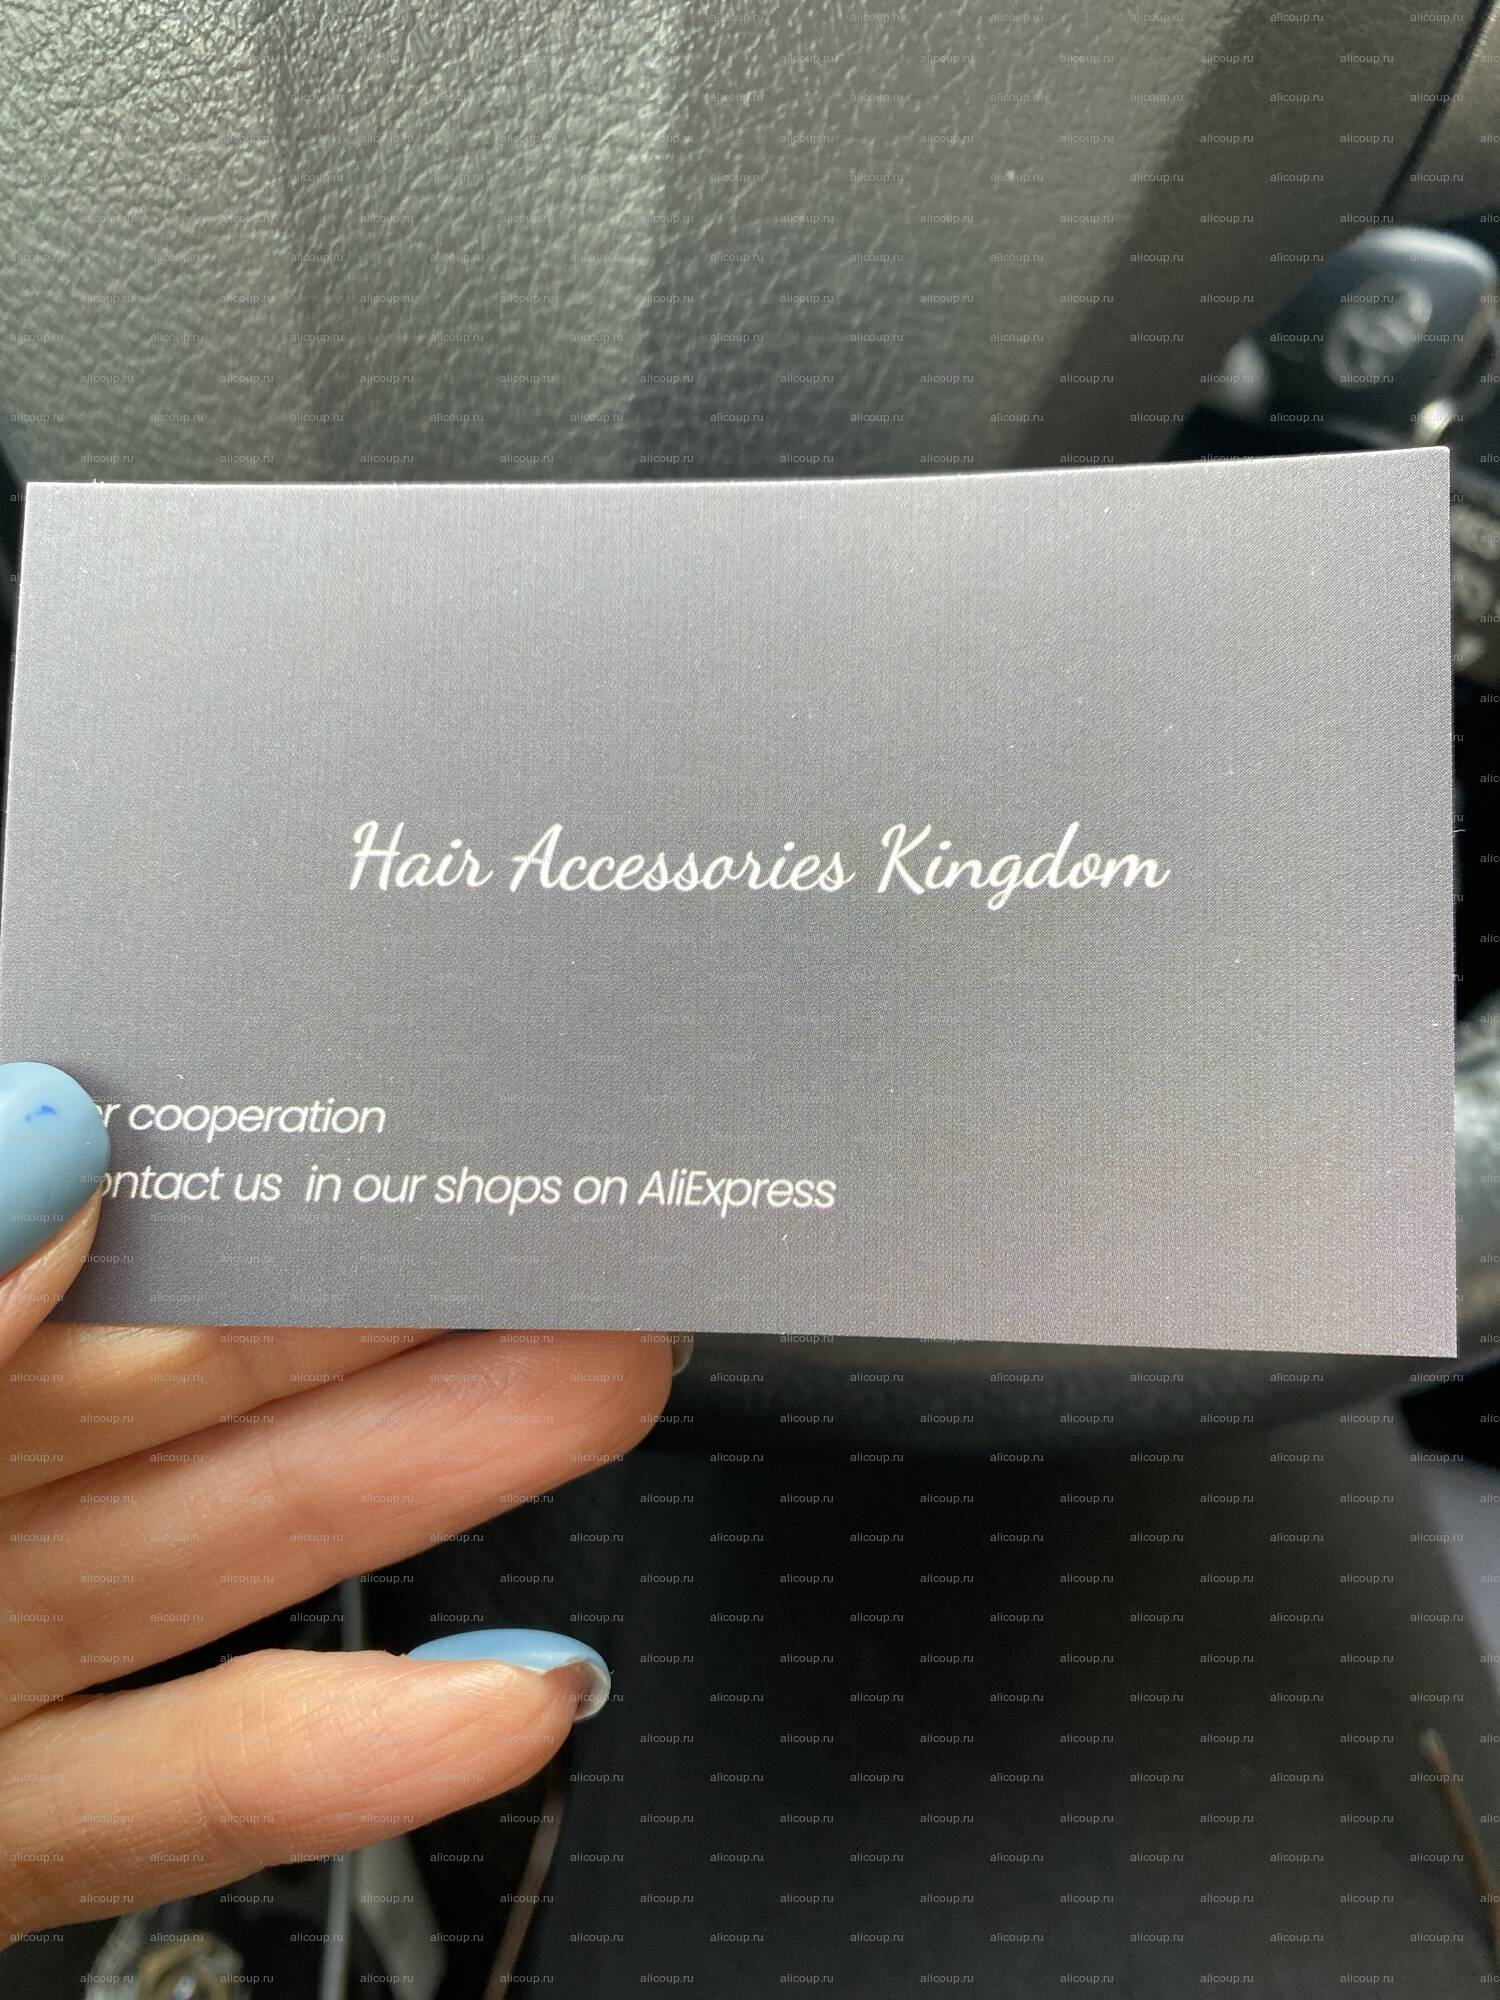 Hair Accessories Kingdom
r cooperation
ontact us in our shops on AliExpress
alicoup.ru